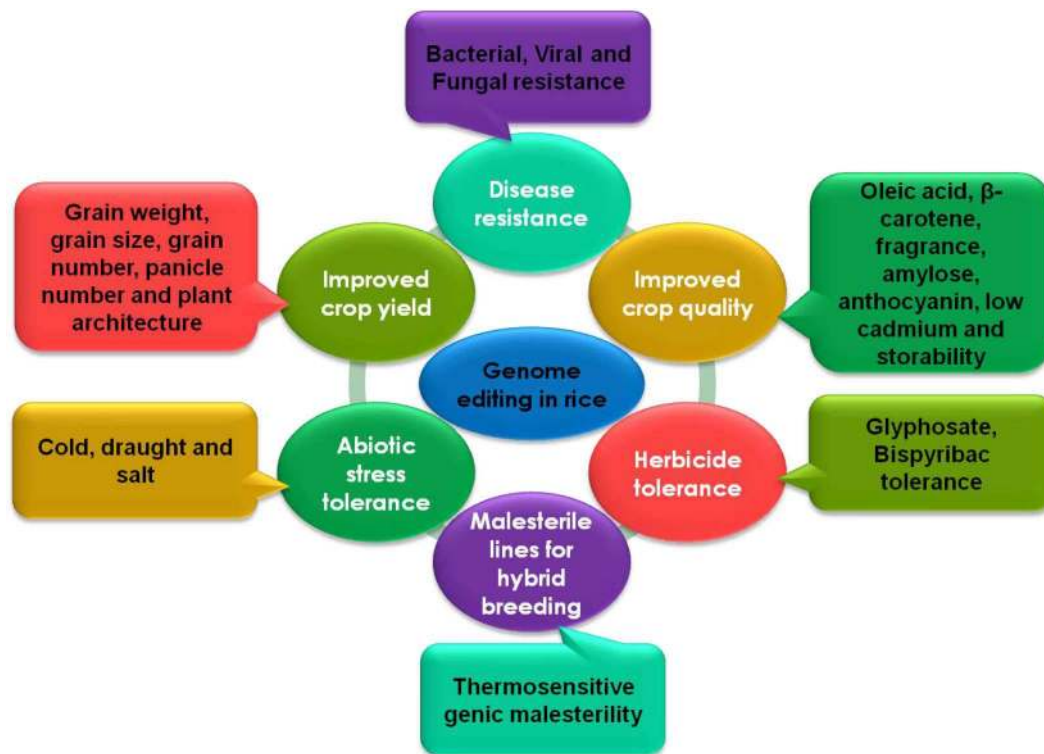 Bacterial, Viral and
Fungal resistance
Disease
resistance
Grain weight,
grain size, grain
number, panicle
number and plant
architecture
Improved
crop yield
Improved
crop quality
Oleic acid, β-
carotene,
fragrance,
amylose,
anthocyanin, low
cadmium and
storability
Genome
editing in rice
Cold, draught and
salt
Abiotic
stress
tolerance
Herbicide
tolerance
Glyphosate,
Bispyribac
tolerance
Malesterile
lines for
hybrid
breeding
Thermosensitive
genic malesterility